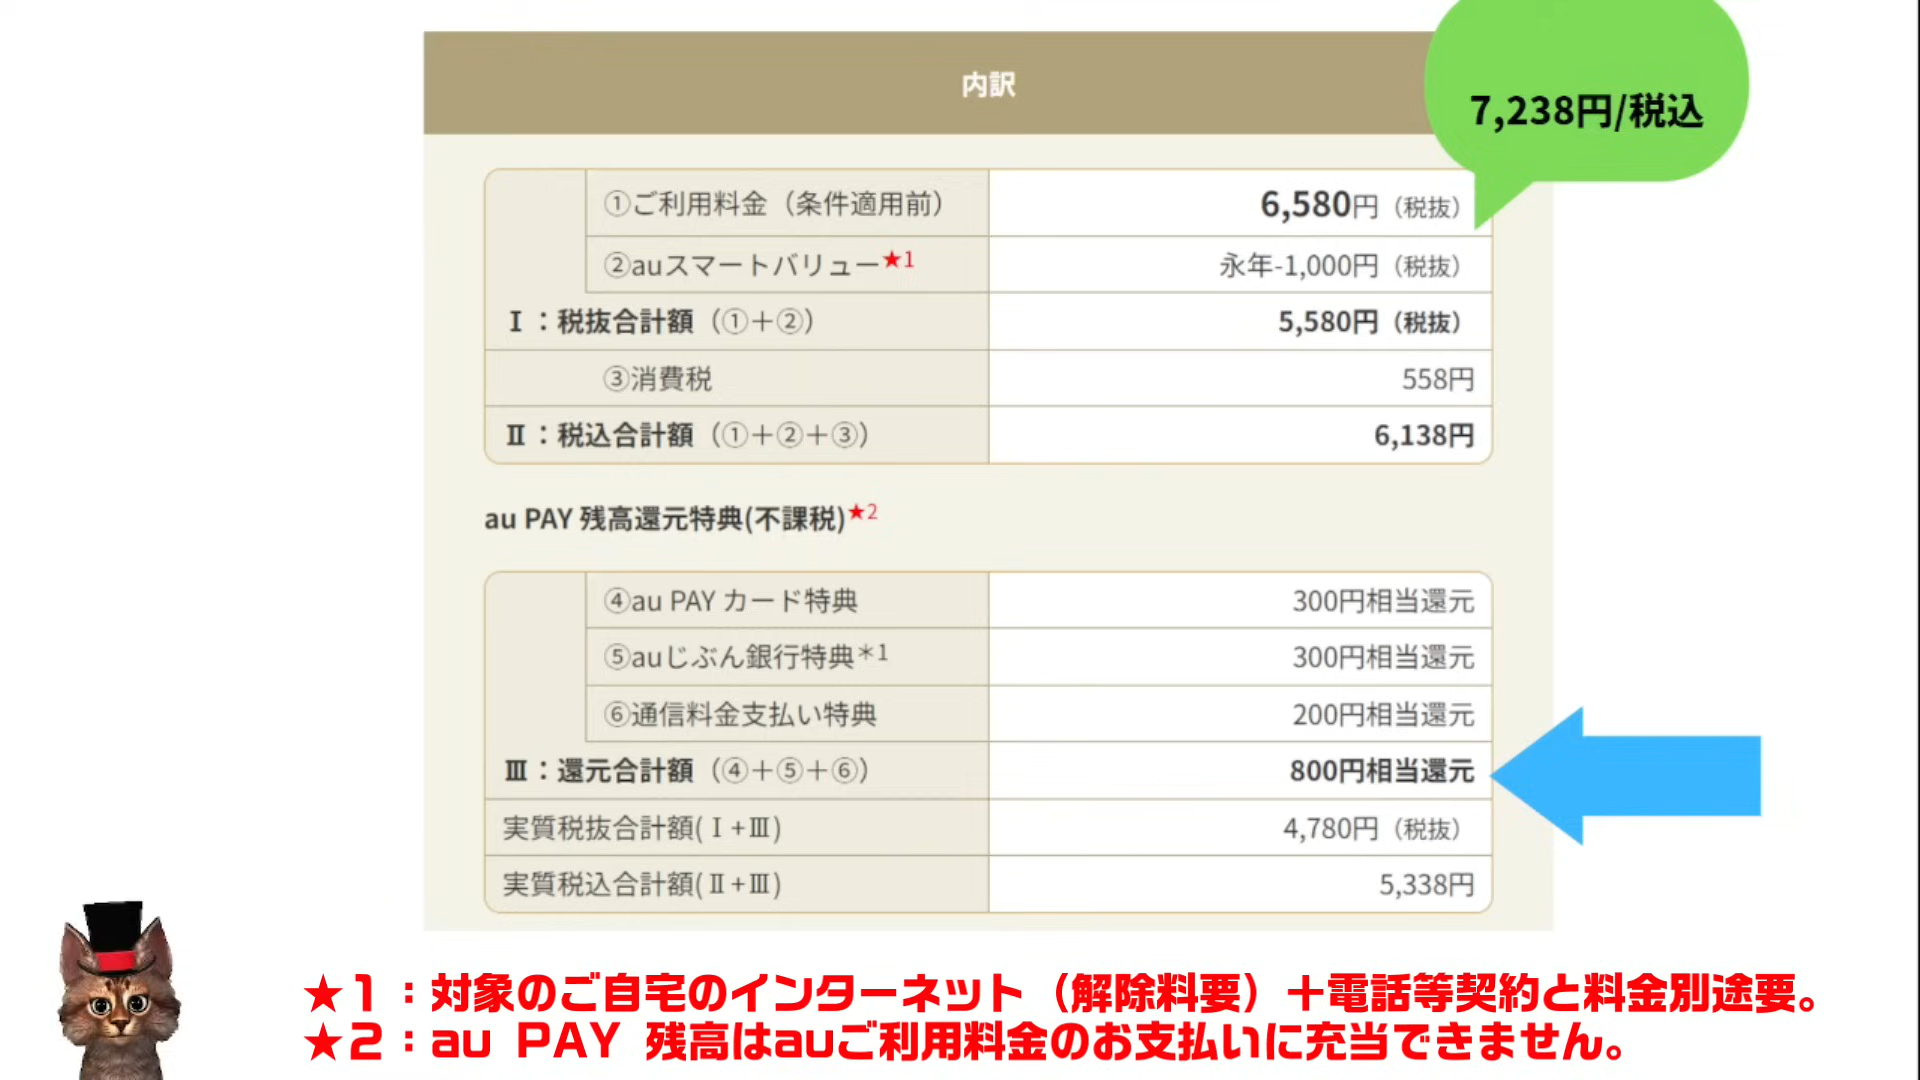 内訳
7,238円/税込
①ご利用料金（条件適用前） 6,580円（税抜）
②auスマートバリュー★1 永年-1,000円（税抜）
Ⅰ：税抜合計額（①＋②） 5,580円（税抜）
③消費税 558円
Ⅱ：税込合計額（①＋②＋③） 6,138円
au PAY 残高還元特典(不課税)★2
④au PAY カード特典 300円相当還元
⑤auじぶん銀行特典＊1 300円相当還元
⑥通信料金支払い特典 200円相当還元
Ⅲ：還元合計額（④＋⑤＋⑥） 800円相当還元
実質税抜合計額(Ⅰ+Ⅲ) 4,780円（税抜）
実質税込合計額(Ⅱ+Ⅲ) 5,338円
★1：対象のご自宅のインターネット（解除料要）＋電話等契約と料金別途要。
★2：au PAY 残高はauご利用料金のお支払いに充当できません。